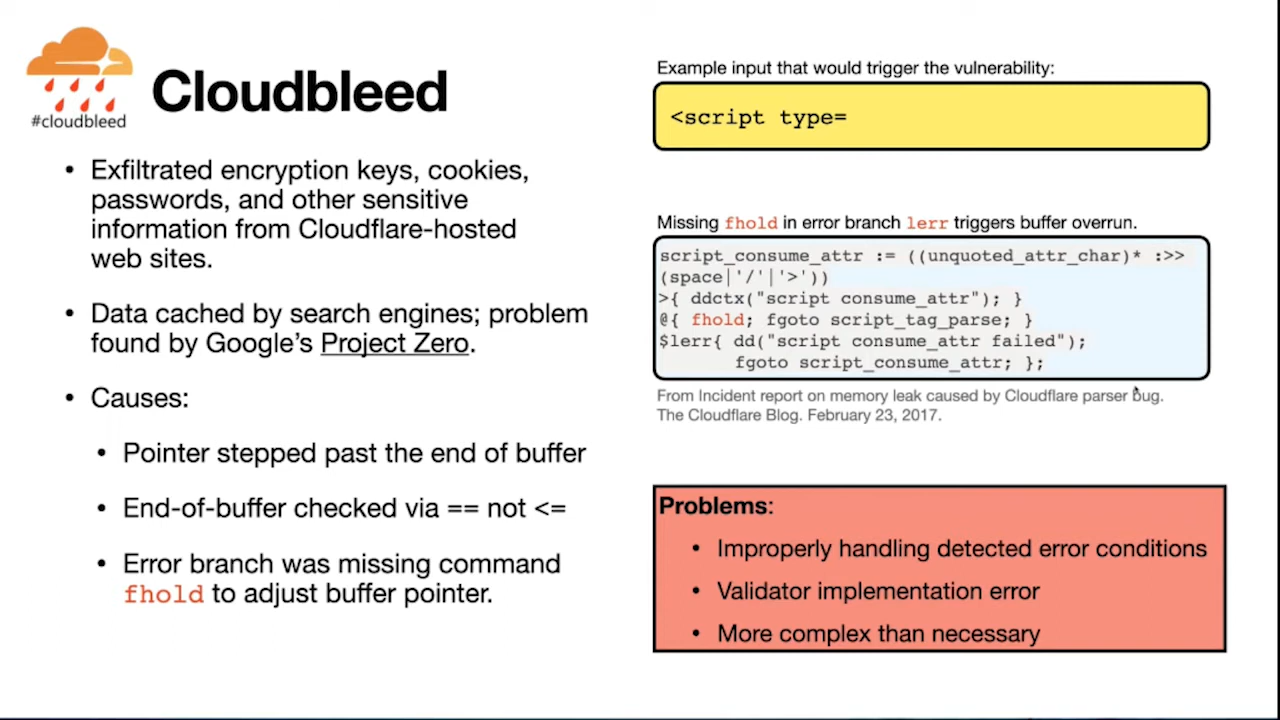 #cloudbleed
Cloudbleed
• Exfiltrated encryption keys, cookies,
passwords, and other sensitive
information from Cloudflare-hosted
web sites.
• Data cached by search engines; problem
found by Google’s Project Zero.
• Causes:
• Pointer stepped past the end of buffer
• End-of-buffer checked via == not <=
• Error branch was missing command
fhold to adjust buffer pointer.
Example input that would trigger the vulnerability:
<script type=
Missing fhold in error branch lerr triggers buffer overrun.
script_consume_attr := ((unquoted_attr_char)* :>>
(space|'/'|'>'))
>{ ddctx("script consume_attr"); }
@{ fhold; fgoto script_tag_parse; }
$lerr{ dd("script consume_attr failed");
fgoto script_consume_attr; };
From Incident report on memory leak caused by Cloudflare parser bug.
The Cloudflare Blog. February 23, 2017.
Problems:
• Improperly handling detected error conditions
• Validator implementation error
• More complex than necessary